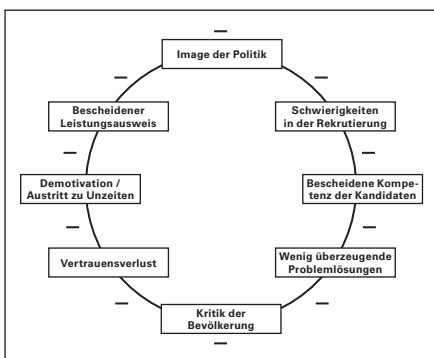 Image der Politik
Schwierigkeiten
in der Rekrutierung
Bescheidene Kompe-
tenz der Kandidaten
Wenig überzeugende
Problemlösungen
Kritik der
Bevölkerung
Vertrauensverlust
Demotivation /
Austritt zu Unzeiten
Bescheidener
Leistungsausweis